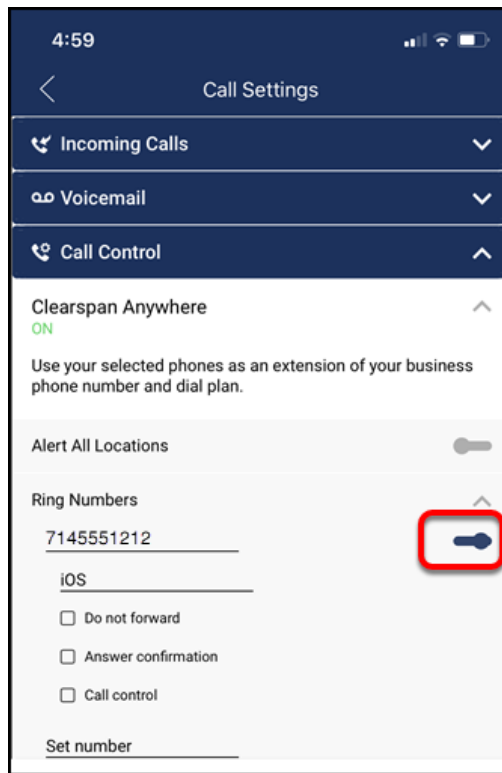 4:59
Call Settings
Incoming Calls
Voicemail
Call Control
Clearspan Anywhere
ON
Use your selected phones as an extension of your business
phone number and dial plan.
Alert All Locations
Ring Numbers
7145551212
iOS
Do not forward
Answer confirmation
Call control
Set number